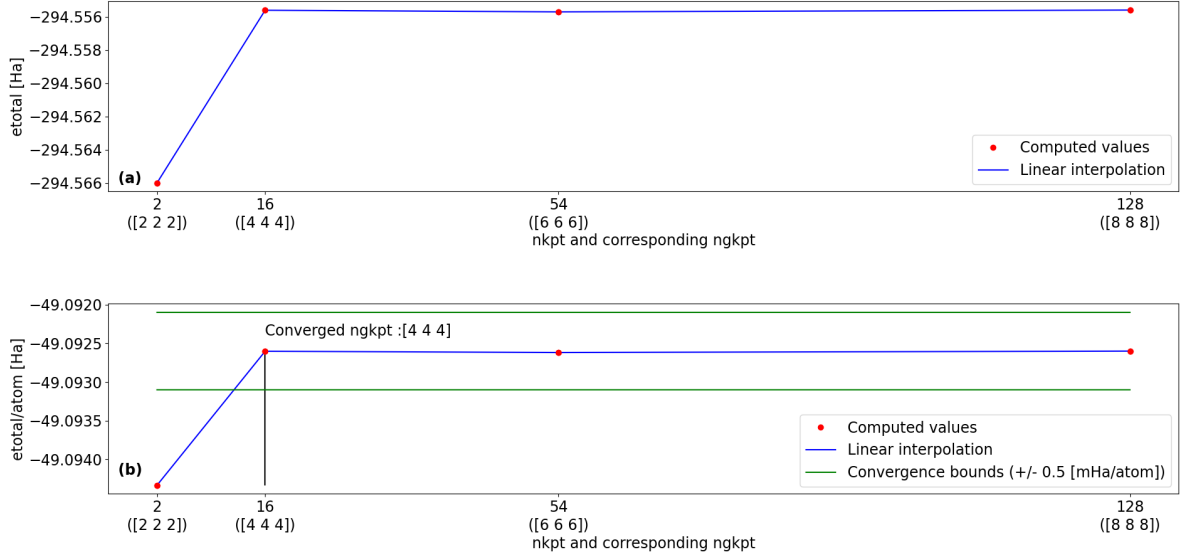 −294.556
−294.558
−294.560
−294.562
−294.564
−294.566
etotal [Ha]
(a)
Computed values
Linear interpolation
2 16 54 128
([2 2 2]) ([4 4 4]) ([6 6 6]) ([8 8 8])
nkpt and corresponding ngkpt
−49.0920
−49.0925
−49.0930
−49.0935
−49.0940
etotal/atom [Ha]
Converged ngkpt :[4 4 4]
(b)
Computed values
Linear interpolation
Convergence bounds (+/- 0.5 [mHa/atom])
2 16 54 128
([2 2 2]) ([4 4 4]) ([6 6 6]) ([8 8 8])
nkpt and corresponding ngkpt